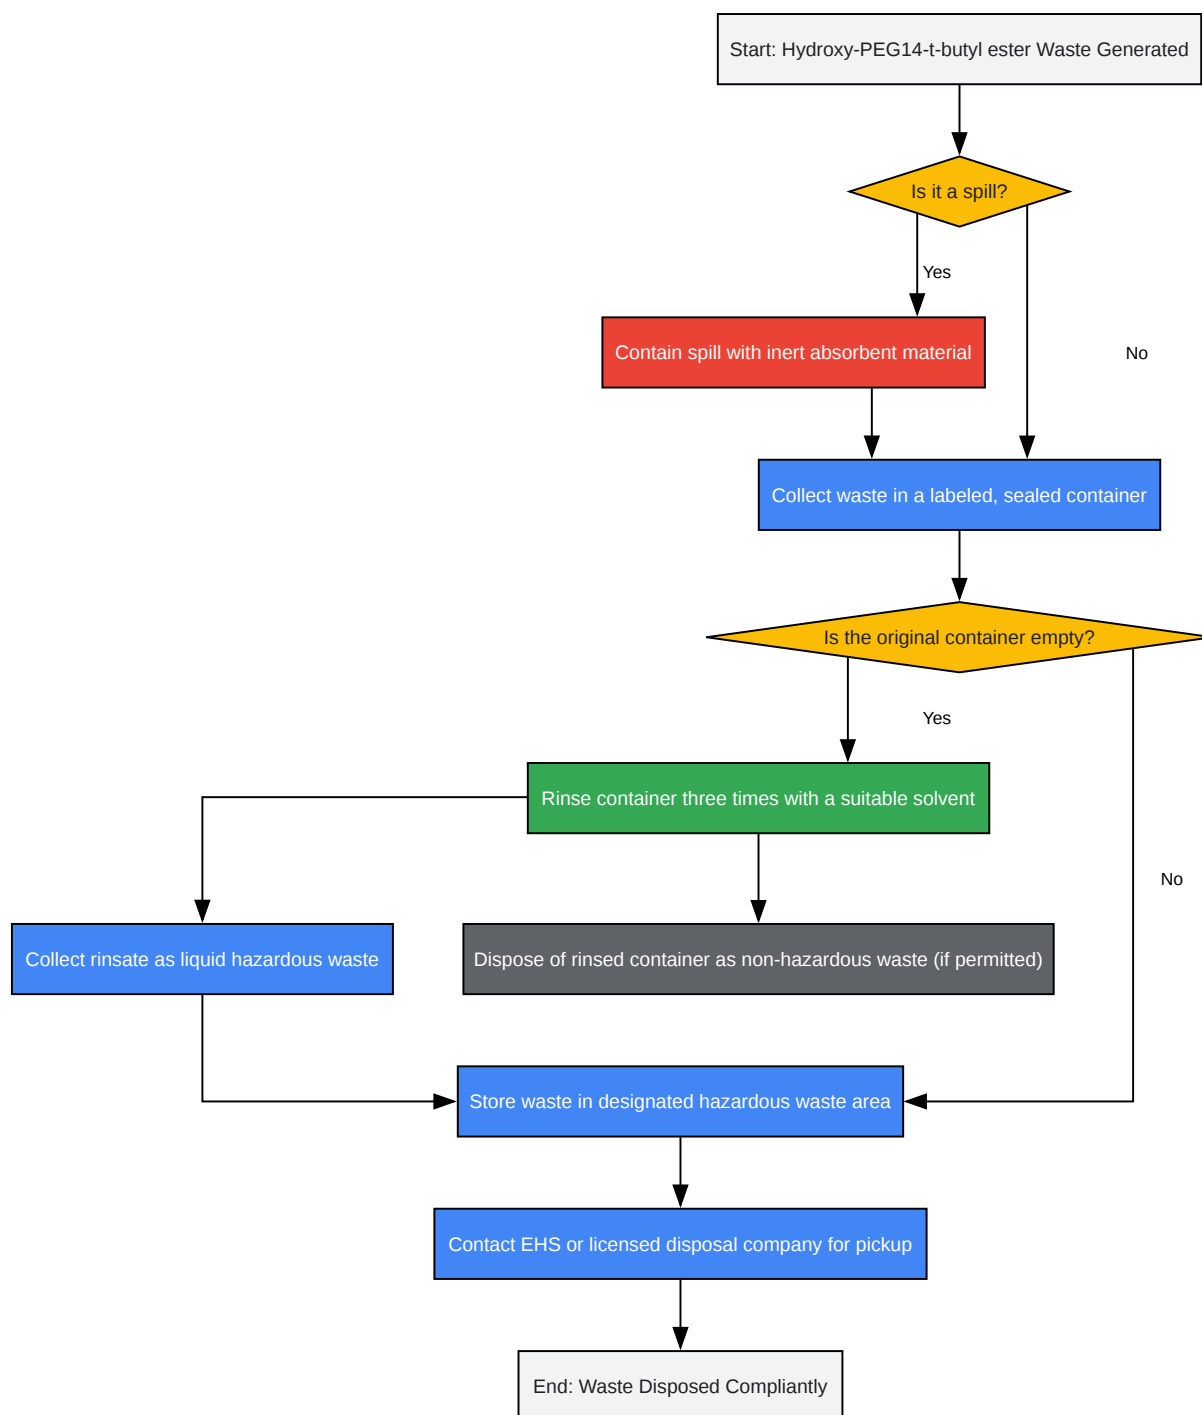 Start: Hydroxy-PEG14-t-butyl ester Waste Generated
Is it a spill?
Yes
Contain spill with inert absorbent material
No
Collect waste in a labeled, sealed container
Is the original container empty?
Yes
Rinse container three times with a suitable solvent
No
Collect rinsate as liquid hazardous waste
Dispose of rinsed container as non-hazardous waste (if permitted)
Store waste in designated hazardous waste area
Contact EHS or licensed disposal company for pickup
End: Waste Disposed Compliantly